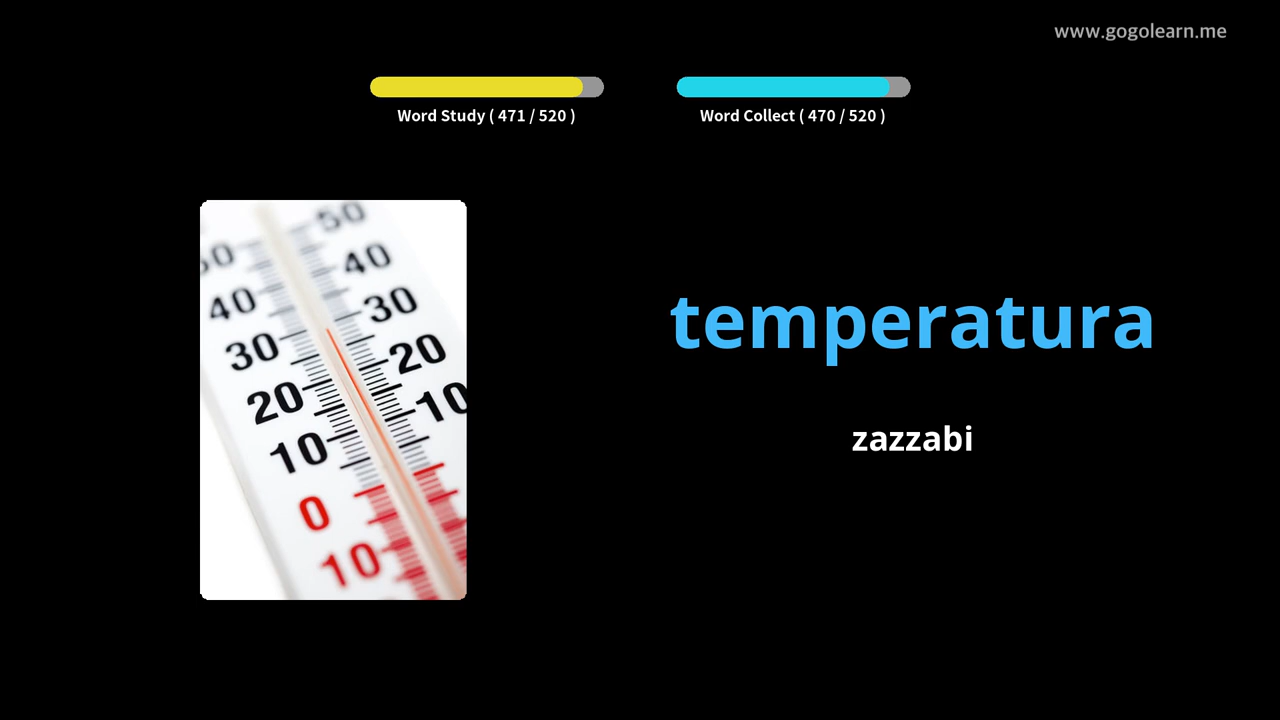 www.gogolearn.me
Word Study ( 471 / 520 )
Word Collect ( 470 / 520 )
50
50
40
40
30
30
20
20
10
10
0
10
temperatura
zazzabi